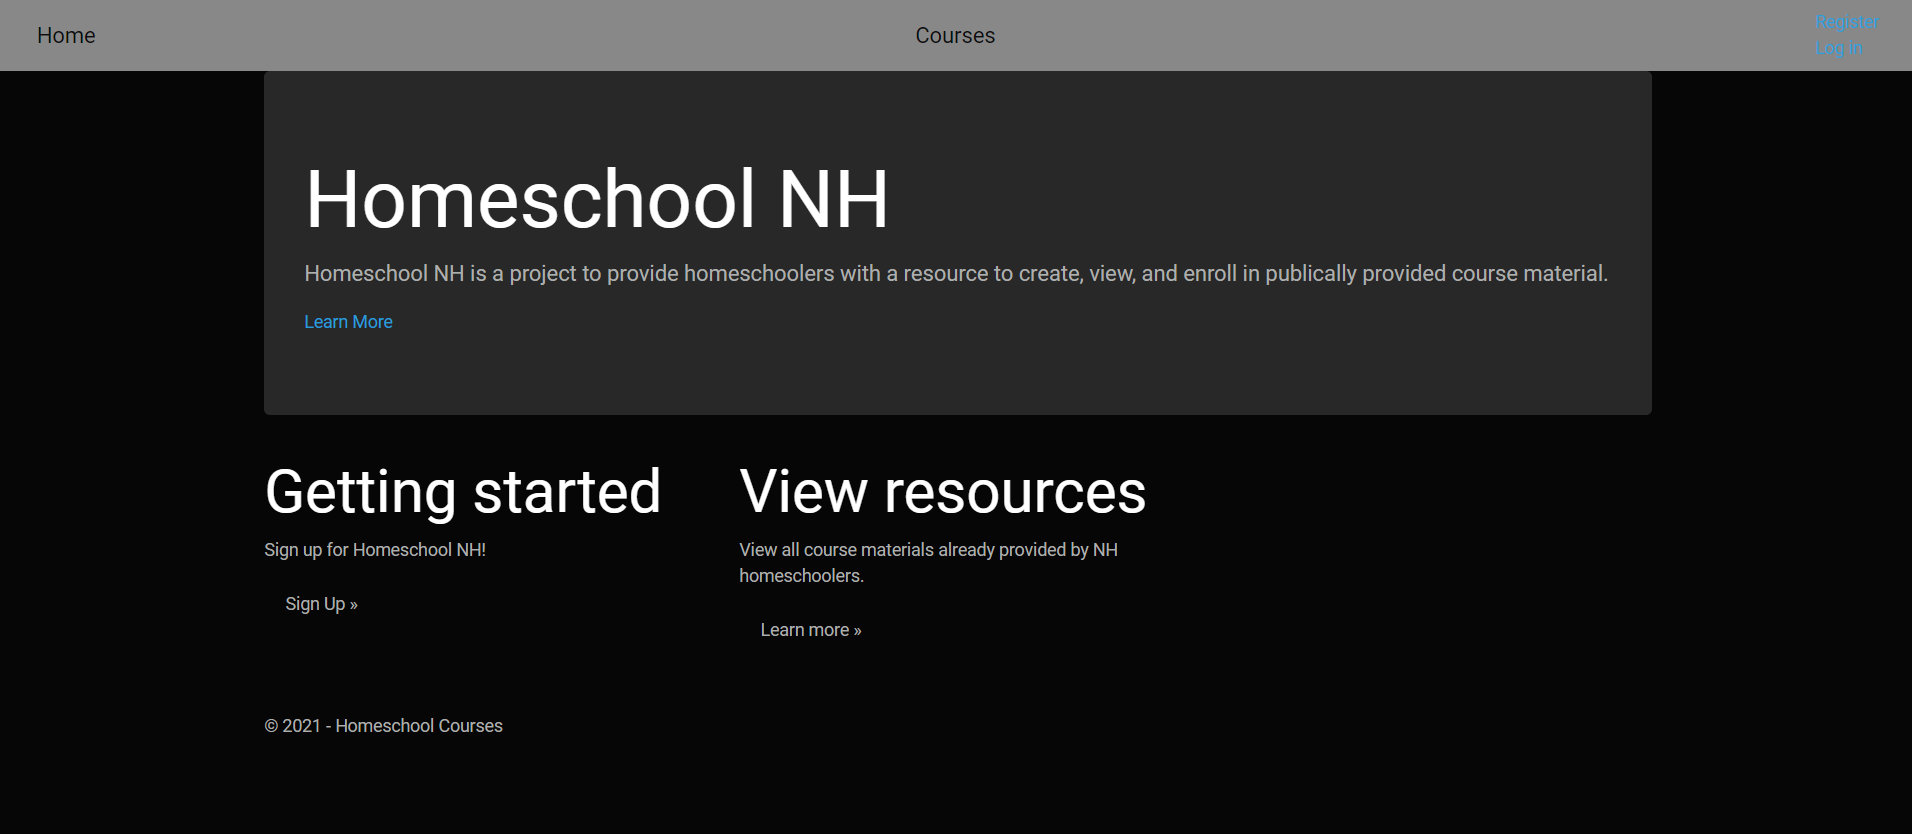 Home
Courses
Register
Log in
Homeschool NH
Homeschool NH is a project to provide homeschoolers with a resource to create, view, and enroll in publically provided course material.
Learn More
Getting started
Sign up for Homeschool NH!
Sign Up »
View resources
View all course materials already provided by NH
homeschoolers.
Learn more »
© 2021 - Homeschool Courses